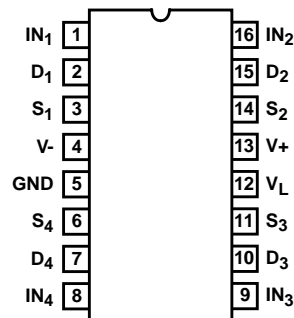 IN1 1 16 IN2
D1 2 15 D2
S1 3 14 S2
V- 4 13 V+
GND 5 12 VL
S4 6 11 S3
D4 7 10 D3
IN4 8 9 IN3